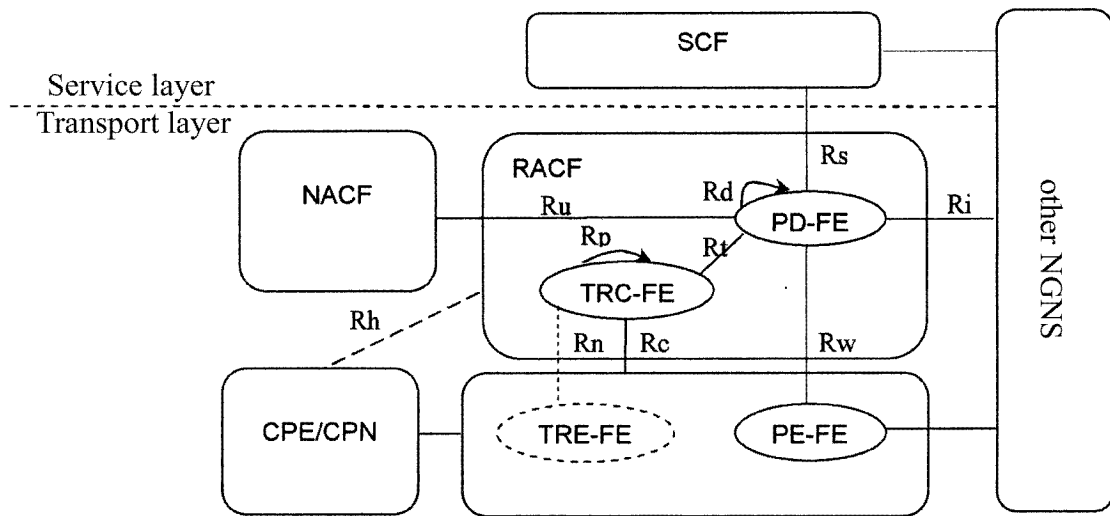 SCF
Service layer
Transport layer
RACF
Rs
NACF
Rd
Ru
PD-FE
Ri
Rp
Rt
TRC-FE
Rh
Rn
Rc
Rw
CPE/CPN
TRE-FE
PE-FE
other NGNS